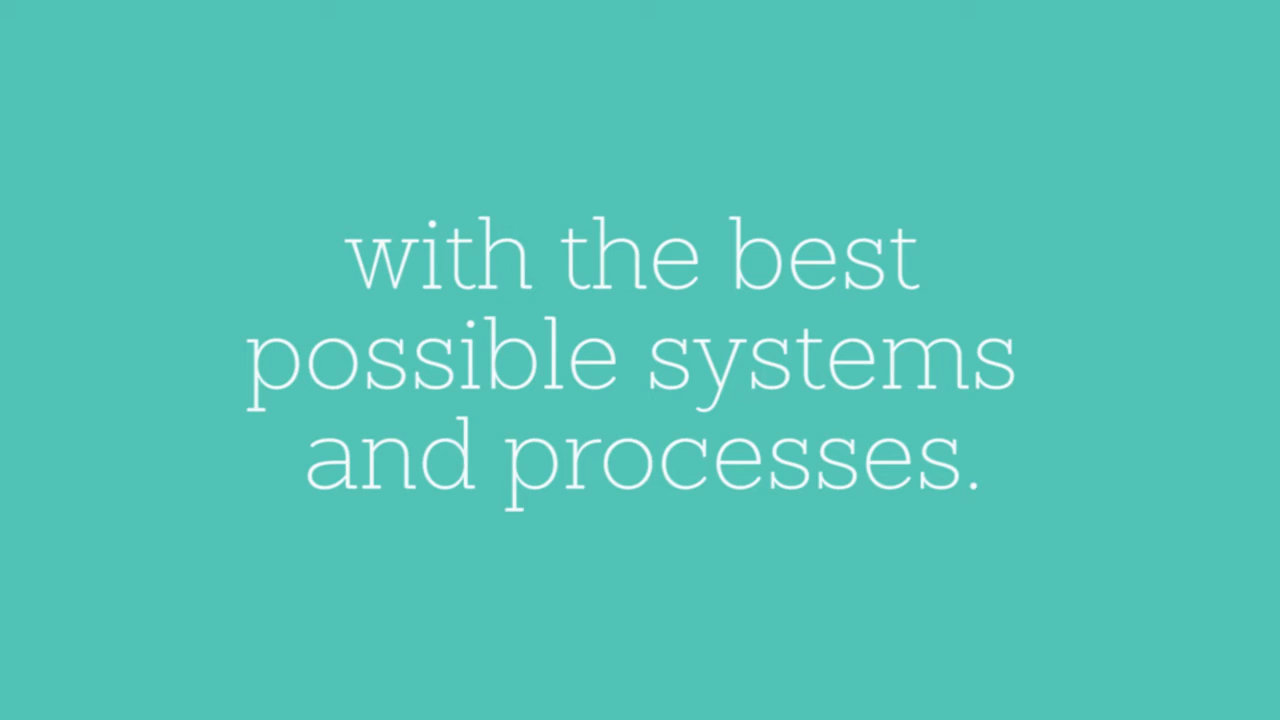 with the best
possible systems
and processes.